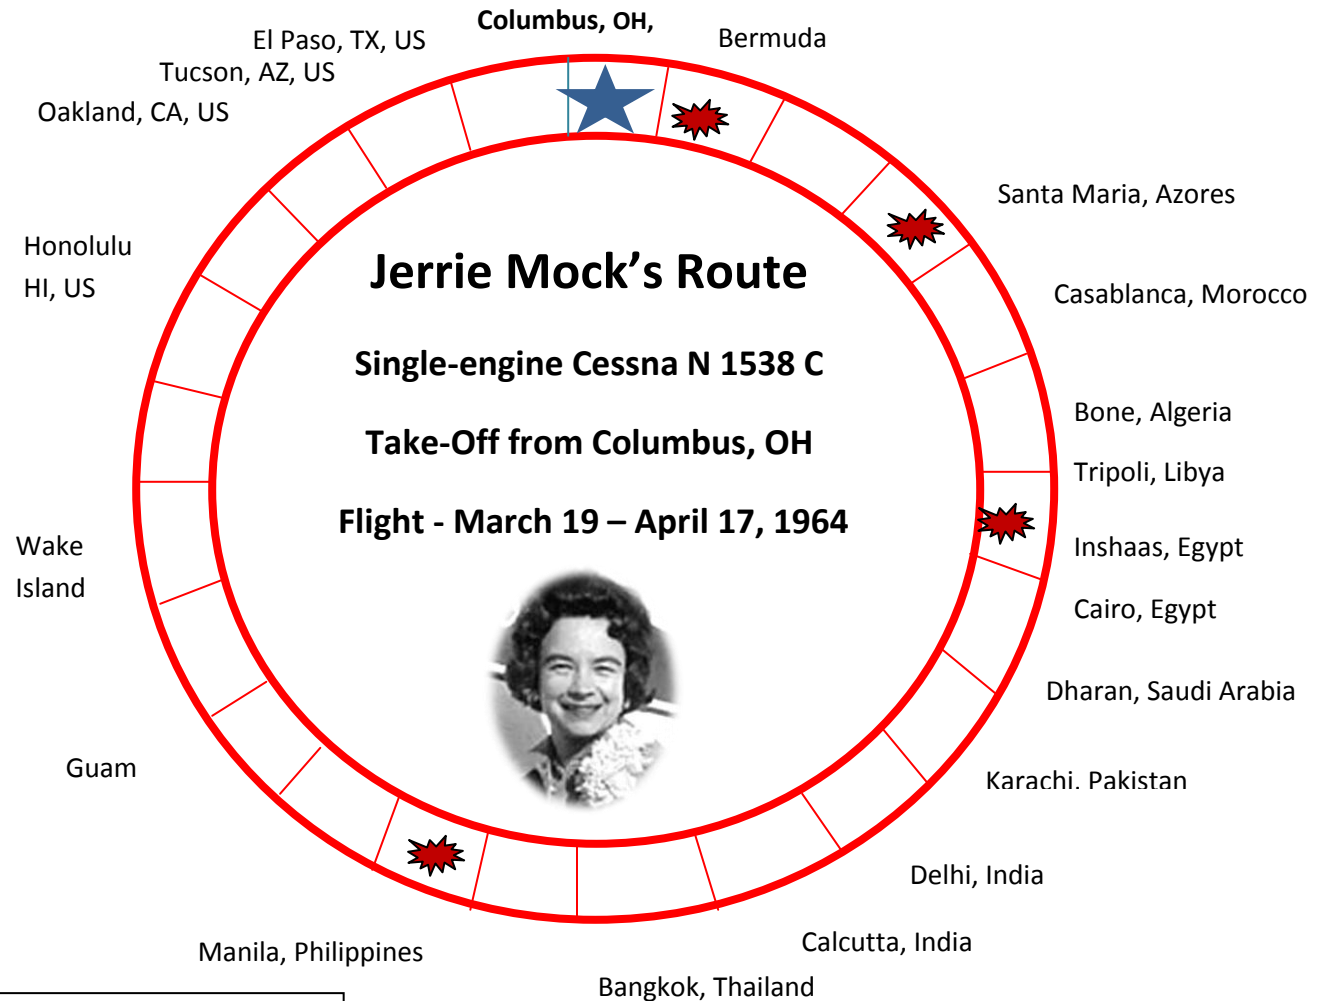 Columbus, OH,
Bermuda
Santa Maria, Azores
Casablanca, Morocco
Bone, Algeria
Tripoli, Libya
Inshaas, Egypt
Cairo, Egypt
Dharan, Saudi Arabia
Karachi, Pakistan
Delhi, India
Calcutta, India
Bangkok, Thailand
Manila, Philippines
Guam
Wake
Island
Honolulu
HI, US
Oakland, CA, US
Tucson, AZ, US
El Paso, TX, US
Jerrie Mock’s Route
Single-engine Cessna N 1538 C
Take-Off from Columbus, OH
Flight - March 19 – April 17, 1964